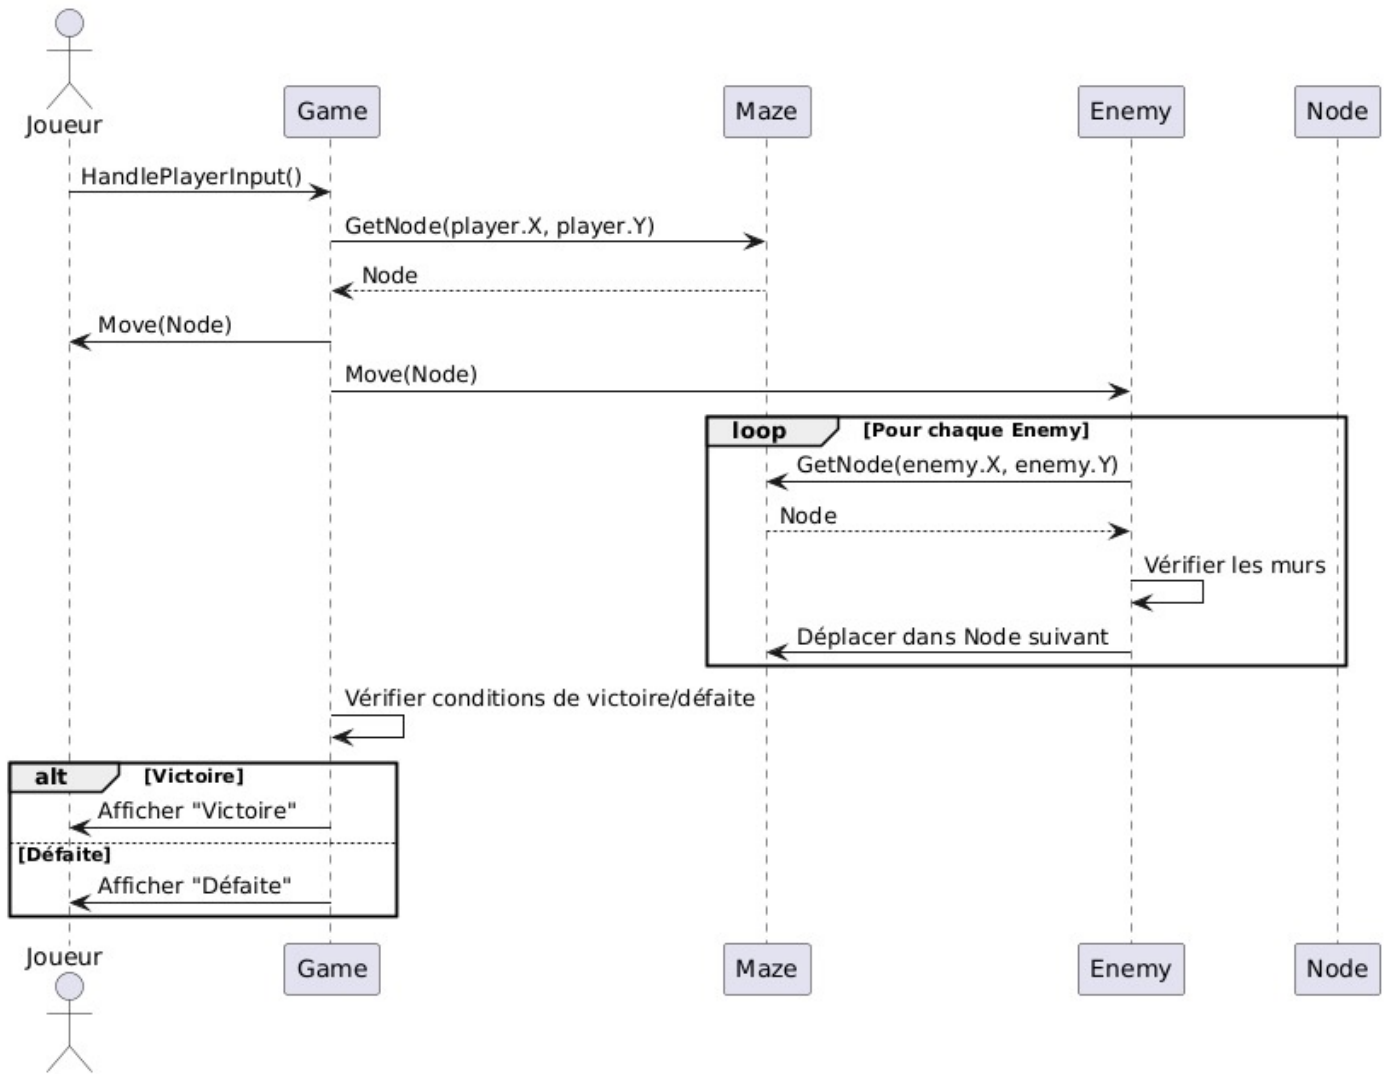 Joueur
Game
Maze
Enemy
Node
HandlePlayerInput()
GetNode(player.X, player.Y)
Node
Move(Node)
Move(Node)
loop
[Pour chaque Enemy]
GetNode(enemy.X, enemy.Y)
Node
Vérifier les murs
Déplacer dans Node suivant
Vérifier conditions de victoire/défaite
alt
[Victoire]
Afficher "Victoire"
[Défaite]
Afficher "Défaite"
Joueur
Game
Maze
Enemy
Node